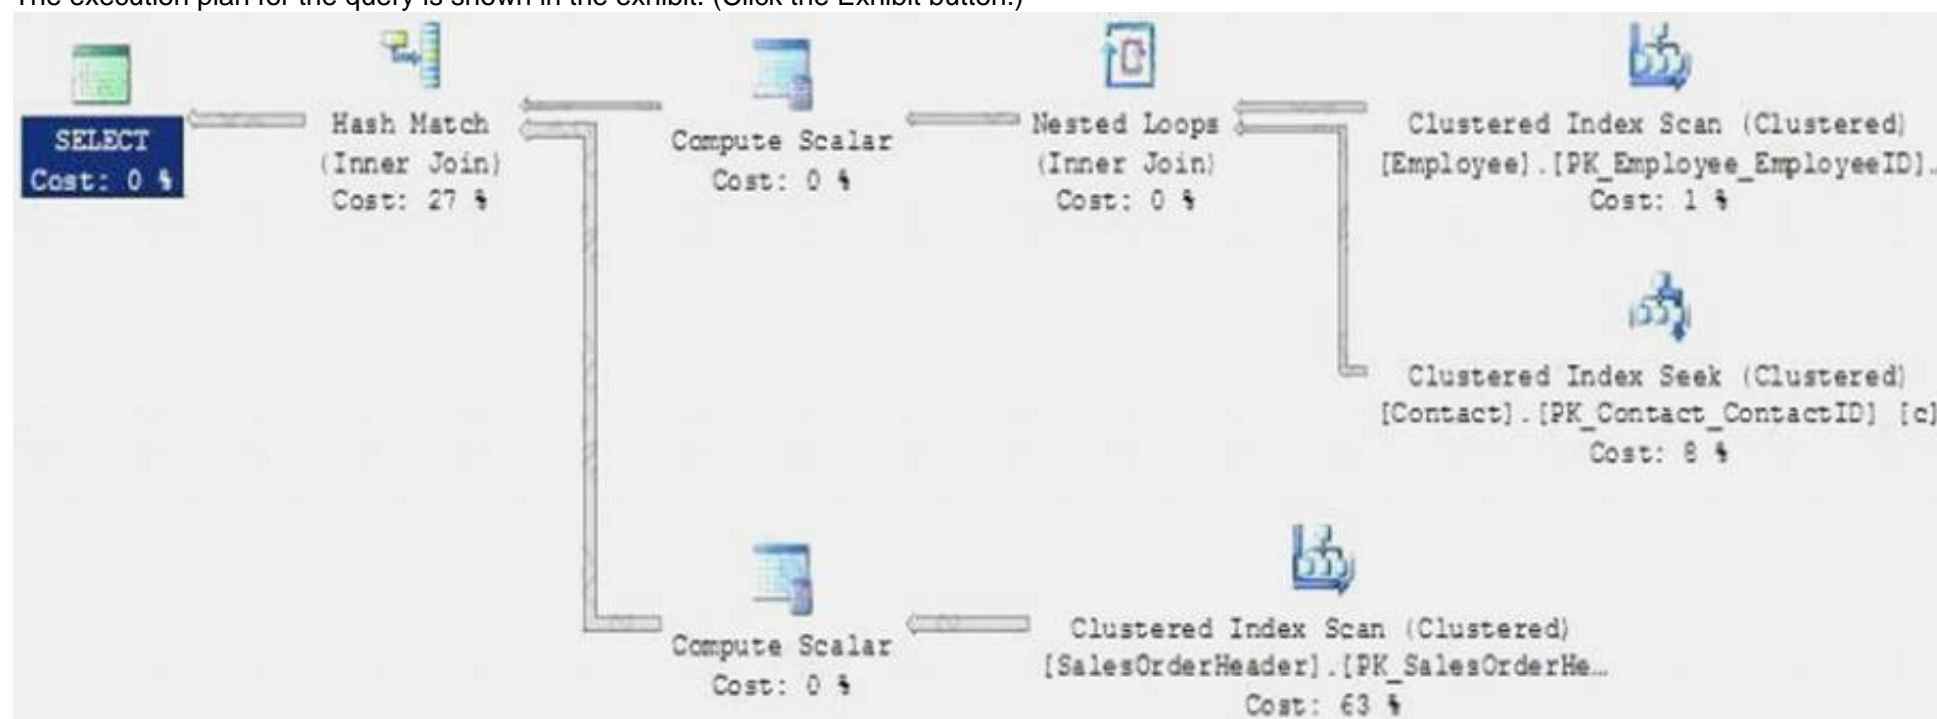 The execution plan for the query is shown in the exhibit. (Click the Exhibit button.)
SELECT
Cost: 0 %
Hash Match
(Inner Join)
Cost: 27 %
Compute Scalar
Cost: 0 %
Nested Loops
(Inner Join)
Cost: 0 %
Clustered Index Scan (Clustered)
[Employee].[PK_Employee_EmployeeID]…
Cost: 1 %
Clustered Index Seek (Clustered)
[Contact].[PK_Contact_ContactID] [c]
Cost: 8 %
Compute Scalar
Cost: 0 %
Clustered Index Scan (Clustered)
[SalesOrderHeader].[PK_SalesOrderHe…
Cost: 63 %